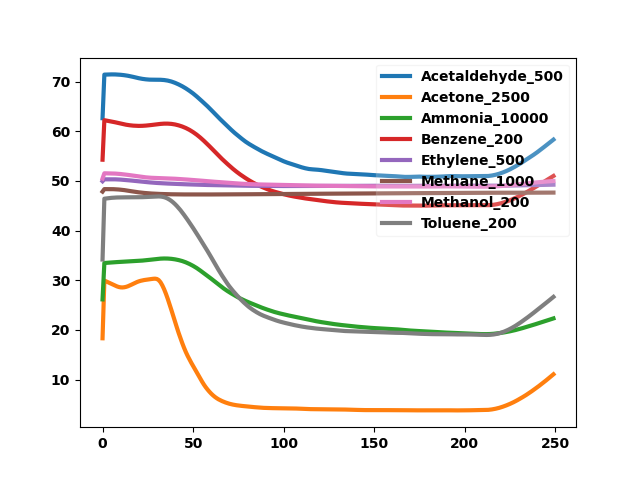 70
60
50
40
30
20
10
0
50
100
150
200
250
Acetaldehyde_500
Acetone_2500
Ammonia_10000
Benzene_200
Ethylene_500
Methane_1000
Methanol_200
Toluene_200